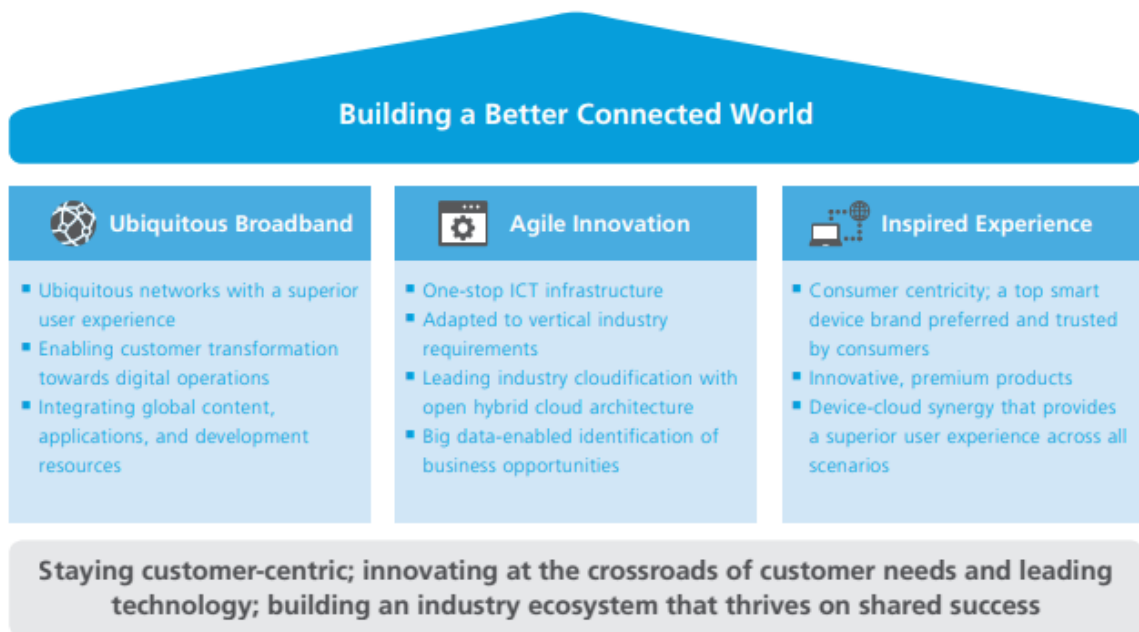 Building a Better Connected World
Ubiquitous Broadband
▪ Ubiquitous networks with a superior
user experience
▪ Enabling customer transformation
towards digital operations
▪ Integrating global content,
applications, and development
resources
Agile Innovation
▪ One-stop ICT infrastructure
▪ Adapted to vertical industry
requirements
▪ Leading industry cloudification with
open hybrid cloud architecture
▪ Big data-enabled identification of
business opportunities
Inspired Experience
▪ Consumer centricity; a top smart
device brand preferred and trusted
by consumers
▪ Innovative, premium products
▪ Device-cloud synergy that provides
a superior user experience across all
scenarios
Staying customer-centric; innovating at the crossroads of customer needs and leading
technology; building an industry ecosystem that thrives on shared success